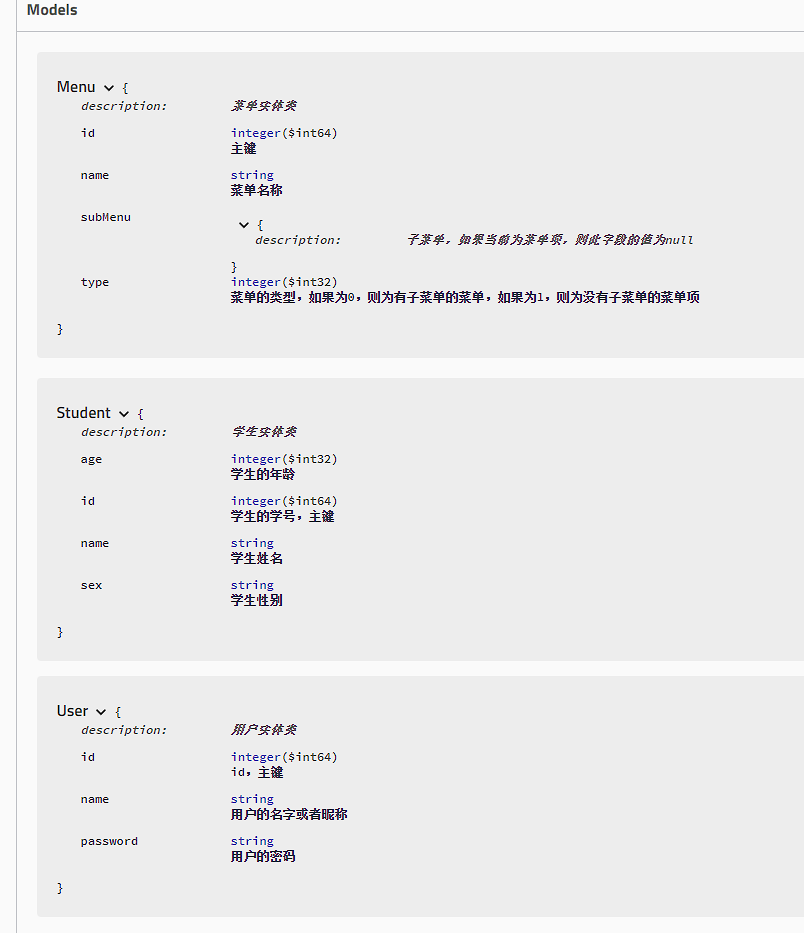 Models
Menu {
description: 菜单实体类
id integer($int64)
主键
name string
菜单名称
subMenu {
description: 子菜单，如果当前为菜单项，则此字段的值为null
}
type integer($int32)
菜单的类型，如果为0，则为有子菜单的菜单，如果为1，则为没有子菜单的菜单项
}
Student {
description: 学生实体类
age integer($int32)
学生的年龄
id integer($int64)
学生的学号，主键
name string
学生姓名
sex string
学生性别
}
User {
description: 用户实体类
id integer($int64)
id，主键
name string
用户的名字或者昵称
password string
用户的密码
}